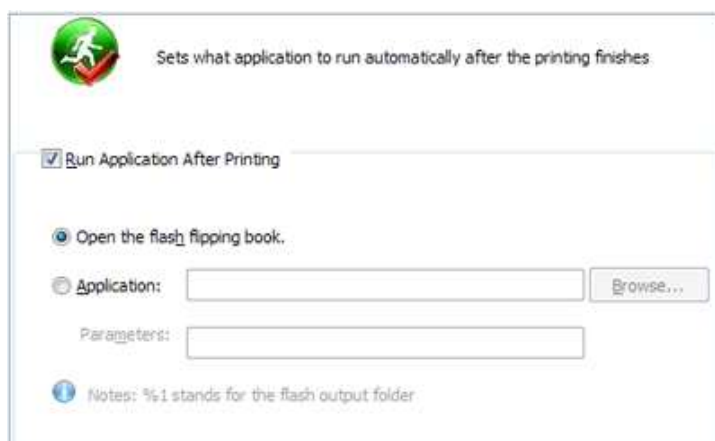 Sets what application to run automatically after the printing finishes
Run Application After Printing
Open the flash flipping book.
Application:
Browse...
Parameters:
Notes: %1 stands for the flash output folder